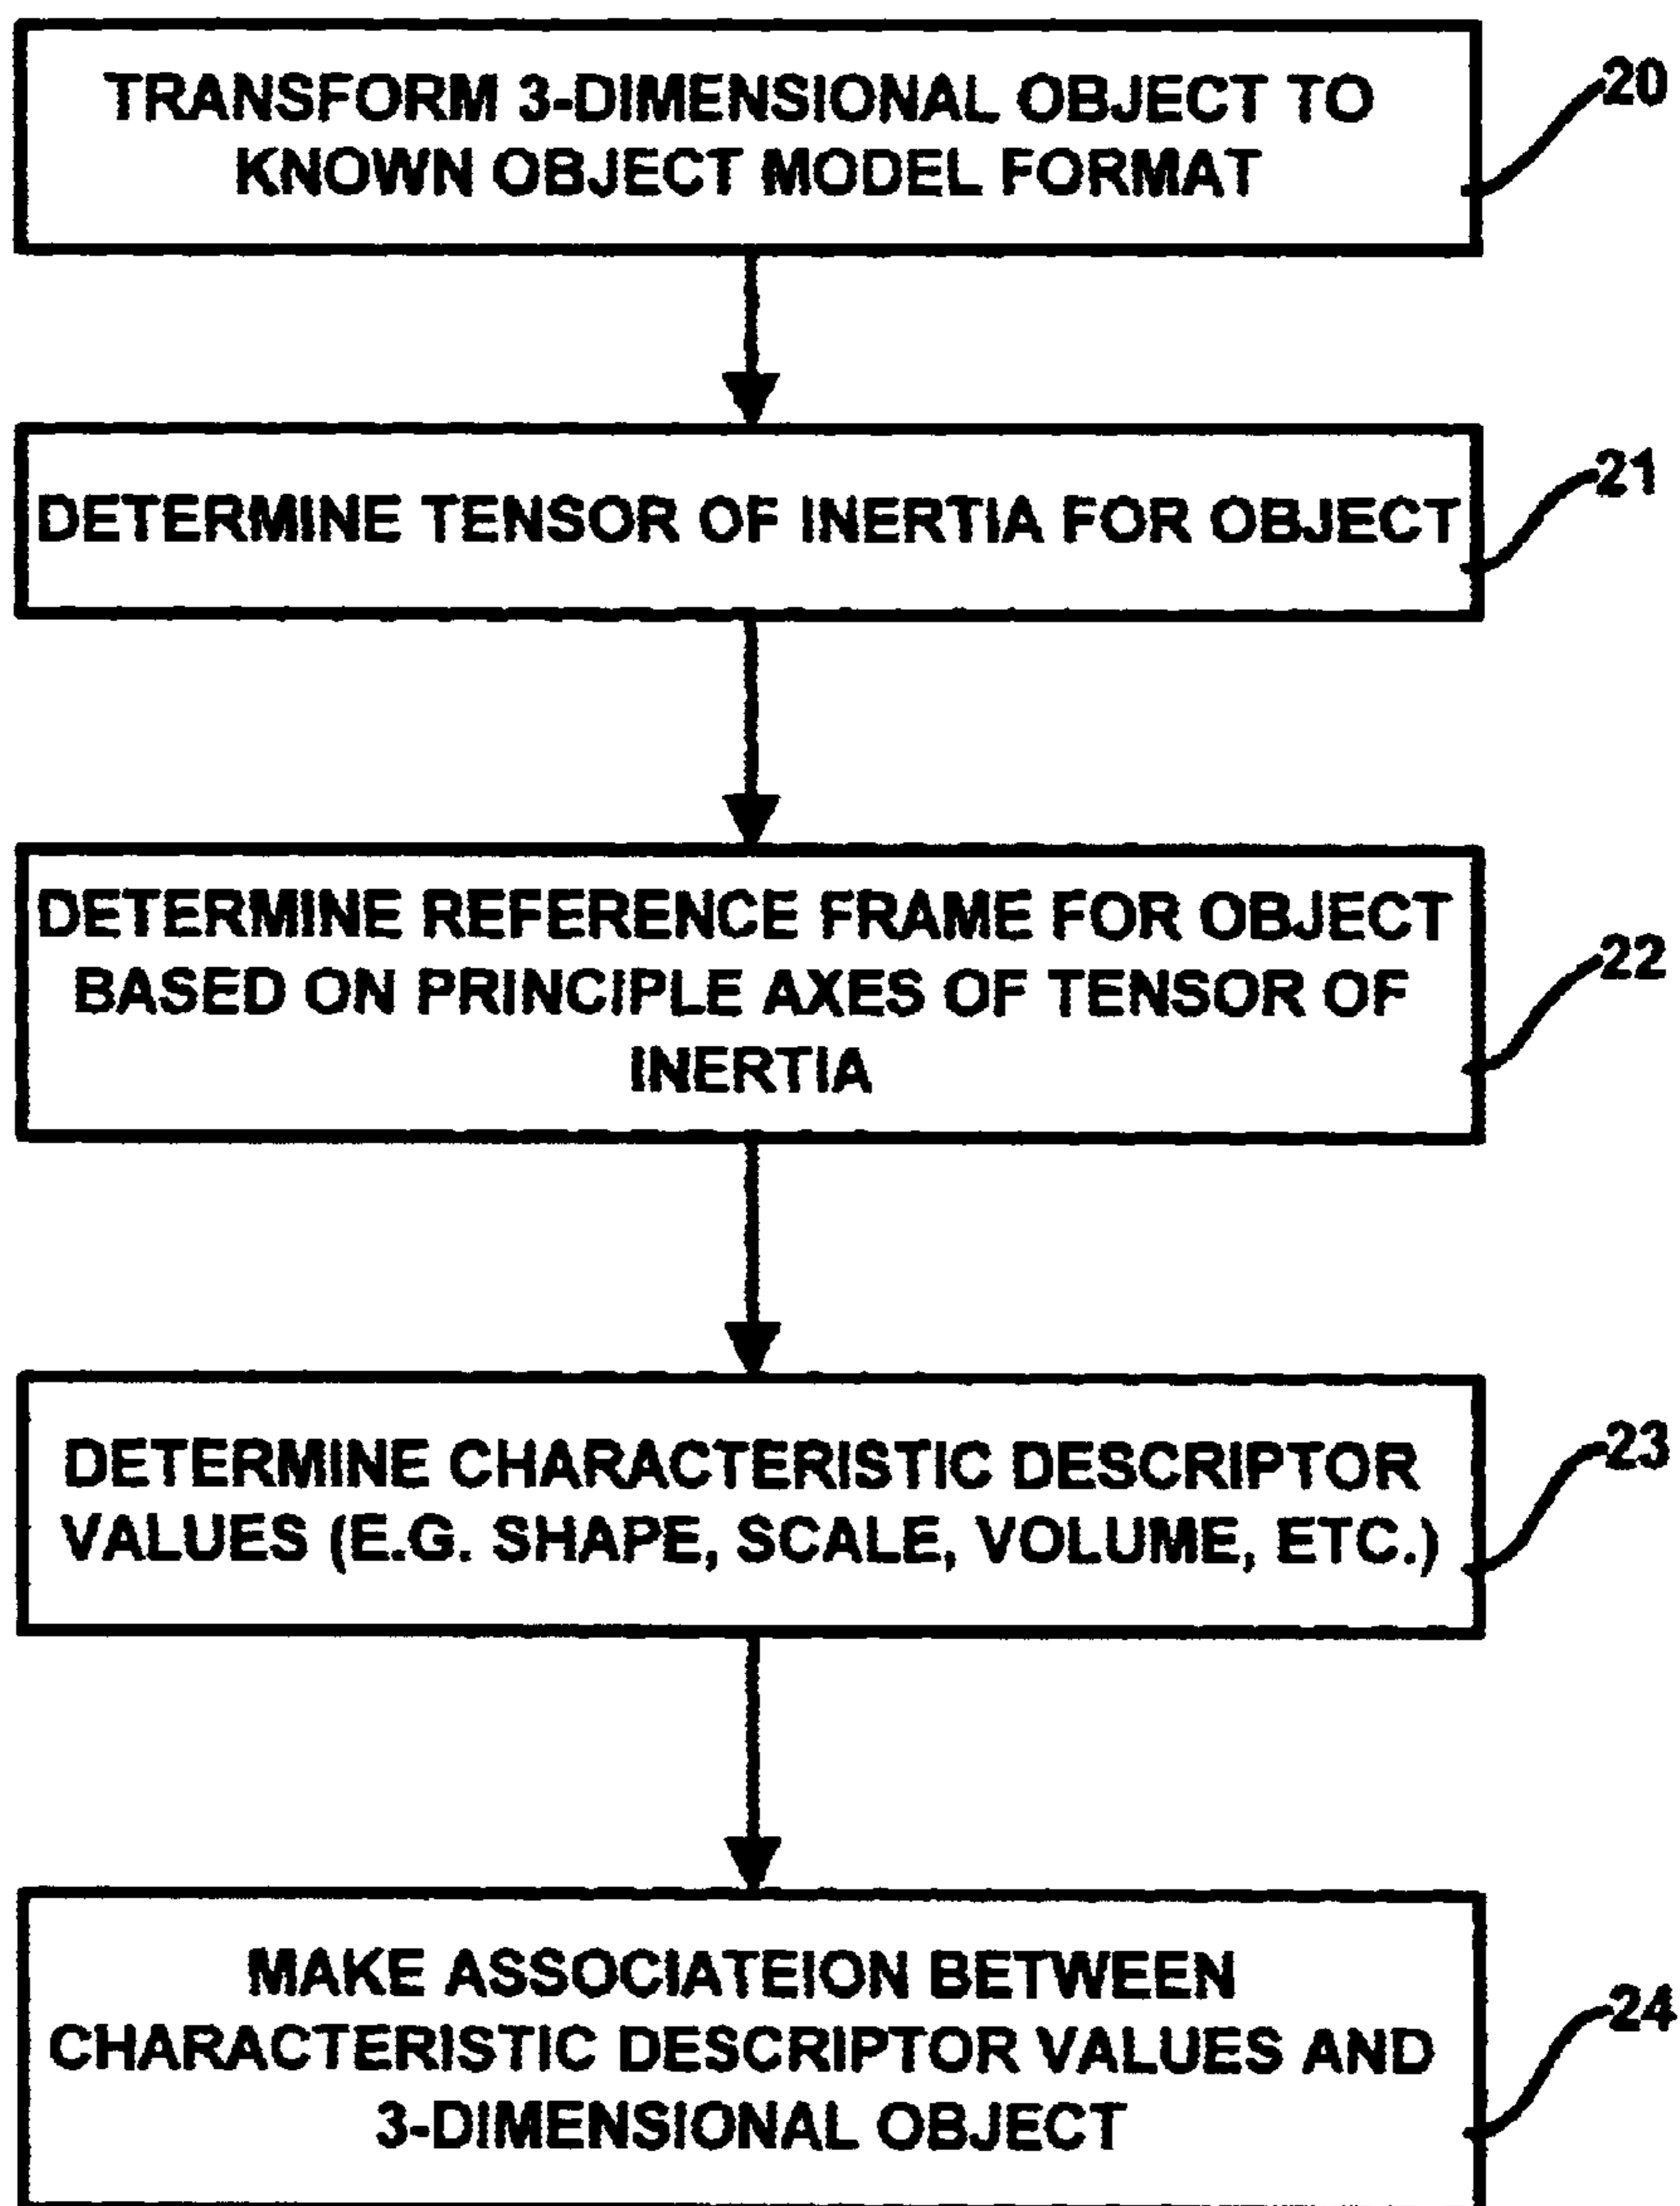 TRANSFORM 3-DIMENSIONAL OBJECT TO
KNOWN OBJECT MODEL FORMAT
20
DETERMINE TENSOR OF INERTIA FOR OBJECT
21
DETERMINE REFERENCE FRAME FOR OBJECT
BASED ON PRINCIPLE AXES OF TENSOR OF
INERTIA
22
DETERMINE CHARACTERISTIC DESCRIPTOR
VALUES (E.G. SHAPE, SCALE, VOLUME, ETC.)
23
MAKE ASSOCIATEION BETWEEN
CHARACTERISTIC DESCRIPTOR VALUES AND
3-DIMENSIONAL OBJECT
24